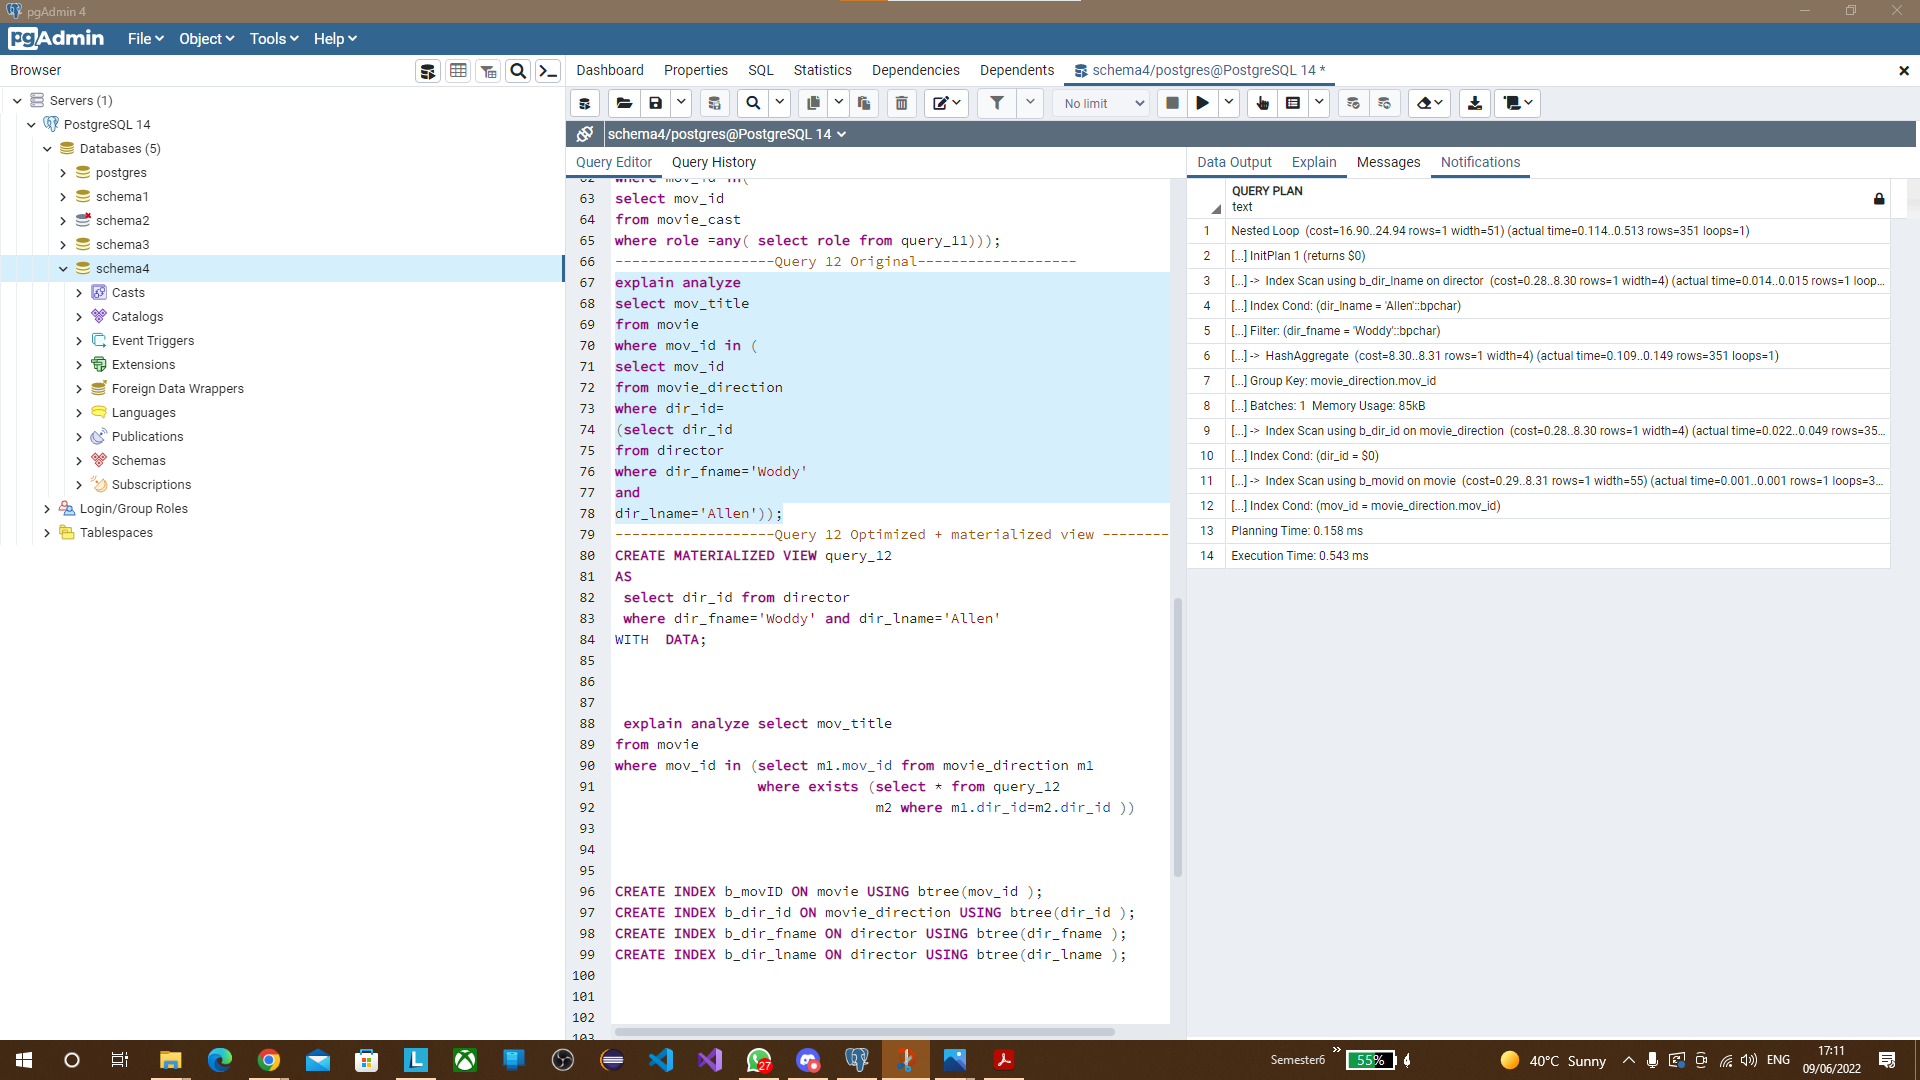 pgAdmin 4
pgAdmin File Object Tools Help
Browser
Dashboard Properties SQL Statistics Dependencies Dependents schema4/postgres@PostgreSQL 14 *
Servers (1)
PostgreSQL 14
Databases (5)
postgres
schema1
schema2
schema3
schema4
Casts
Catalogs
Event Triggers
Extensions
Foreign Data Wrappers
Languages
Publications
Schemas
Subscriptions
Login/Group Roles
Tablespaces
No limit
schema4/postgres@PostgreSQL 14
Query Editor Query History
62 where mov_id in(
63 select mov_id
64 from movie_cast
65 where role =any( select role from query_11)));
66 -------------------Query 12 Original-------------------
67 explain analyze
68 select mov_title
69 from movie
70 where mov_id in (
71 select mov_id
72 from movie_direction
73 where dir_id=
74 (select dir_id
75 from director
76 where dir_fname='Woddy'
77 and
78 dir_lname='Allen'));
79 -------------------Query 12 Optimized + materialized view --------
80 CREATE MATERIALIZED VIEW query_12
81 AS
82 select dir_id from director
83 where dir_fname='Woddy' and dir_lname='Allen'
84 WITH DATA;
85
86
87
88 explain analyze select mov_title
89 from movie
90 where mov_id in (select m1.mov_id from movie_direction m1
91 where exists (select * from query_12
92 m2 where m1.dir_id=m2.dir_id ))
93
94
95
96 CREATE INDEX b_movID ON movie USING btree(mov_id );
97 CREATE INDEX b_dir_id ON movie_direction USING btree(dir_id );
98 CREATE INDEX b_dir_fname ON director USING btree(dir_fname );
99 CREATE INDEX b_dir_lname ON director USING btree(dir_lname );
100
101
102
103
Data Output Explain Messages Notifications
QUERY PLAN
text
1 Nested Loop (cost=16.90..24.94 rows=1 width=51) (actual time=0.114..0.513 rows=351 loops=1)
2 [...] InitPlan 1 (returns $0)
3 [...] -> Index Scan using b_dir_lname on director (cost=0.28..8.30 rows=1 width=4) (actual time=0.014..0.015 rows=1 loop...
4 [...] Index Cond: (dir_lname = 'Allen'::bpchar)
5 [...] Filter: (dir_fname = 'Woddy'::bpchar)
6 [...] -> HashAggregate (cost=8.30..8.31 rows=1 width=4) (actual time=0.109..0.149 rows=351 loops=1)
7 [...] Group Key: movie_direction.mov_id
8 [...] Batches: 1 Memory Usage: 85kB
9 [...] -> Index Scan using b_dir_id on movie_direction (cost=0.28..8.30 rows=1 width=4) (actual time=0.022..0.049 rows=35...
10 [...] Index Cond: (dir_id = $0)
11 [...] -> Index Scan using b_movid on movie (cost=0.29..8.31 rows=1 width=55) (actual time=0.001..0.001 rows=1 loops=3...
12 [...] Index Cond: (mov_id = movie_direction.mov_id)
13 Planning Time: 0.158 ms
14 Execution Time: 0.543 ms
L
27
Semester6 » 55% 40°C Sunny ENG 17:11
09/06/2022